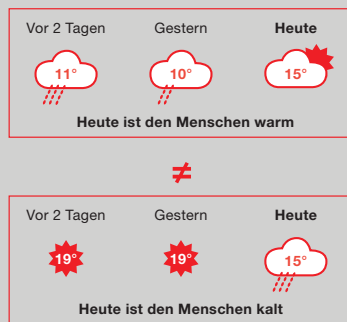 Vor 2 Tagen Gestern Heute
11° 10° 15°
Heute ist den Menschen warm
≠
Vor 2 Tagen Gestern Heute
19° 19° 15°
Heute ist den Menschen kalt